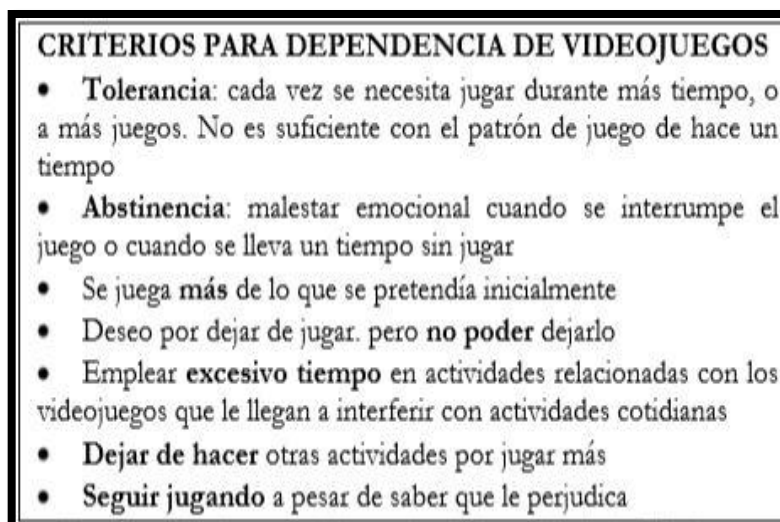 CRITERIOS PARA DEPENDENCIA DE VIDEOJUEGOS
• Tolerancia: cada vez se necesita jugar durante más tiempo, o
a más juegos. No es suficiente con el patrón de juego de hace un
tiempo
• Abstinencia: malestar emocional cuando se interrumpe el
juego o cuando se lleva un tiempo sin jugar
• Se juega más de lo que se pretendía inicialmente
• Deseo por dejar de jugar. pero no poder dejarlo
• Emplear excesivo tiempo en actividades relacionadas con los
videojuegos que le llegan a interferir con actividades cotidianas
• Dejar de hacer otras actividades por jugar más
• Seguir jugando a pesar de saber que le perjudica